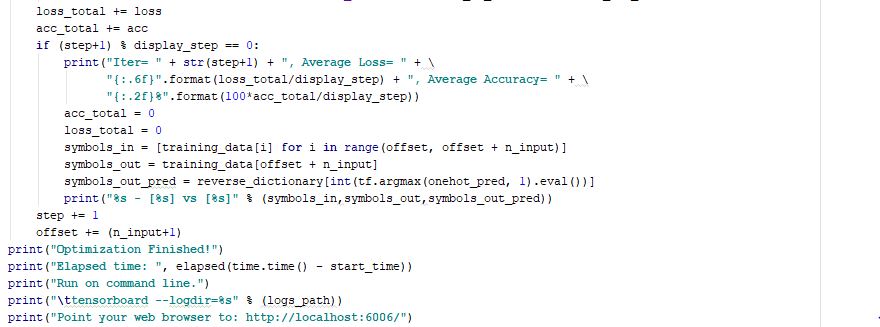 loss_total += loss
acc_total += acc
if (step+1) % display_step == 0:
print("Iter= " + str(step+1) + ", Average Loss= " + \
"{:.6f}".format(loss_total/display_step) + ", Average Accuracy= " + \
"{:.2f}%".format(100*acc_total/display_step))
acc_total = 0
loss_total = 0
symbols_in = [training_data[i] for i in range(offset, offset + n_input)]
symbols_out = training_data[offset + n_input]
symbols_out_pred = reverse_dictionary[int(tf.argmax(onehot_pred, 1).eval())]
print("%s - [%s] vs [%s]" % (symbols_in,symbols_out,symbols_out_pred))
step += 1
offset += (n_input+1)
print("Optimization Finished!")
print("Elapsed time: ", elapsed(time.time() - start_time))
print("Run on command line.")
print("\ttensorboard --logdir=%s" % (logs_path))
print("Point your web browser to: http://localhost:6006/")